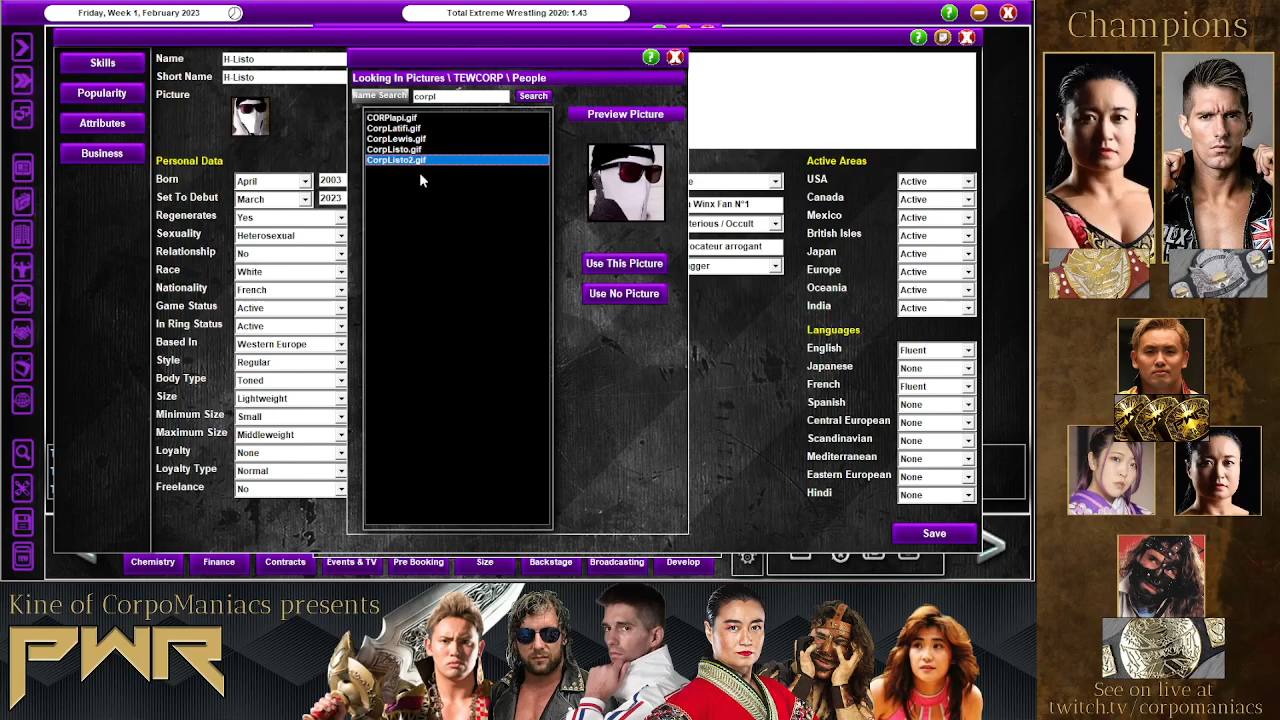 Friday, Week 1, February 2023
Total Extreme Wrestling 2020: 1.43
Skills
Popularity
Attributes
Business
Name
H-Listo
Short Name
H-Listo
Picture
Personal Data
Born
April
2003
Set To Debut
March
2023
Regenerates
Yes
Sexuality
Heterosexual
Relationship
No
Race
White
Nationality
French
Game Status
Active
In Ring Status
Active
Based In
Western Europe
Style
Regular
Body Type
Toned
Size
Lightweight
Minimum Size
Small
Maximum Size
Middleweight
Loyalty
None
Loyalty Type
Normal
Freelance
No
Looking In Pictures \ TEWCORP \ People
Name Search
corpl
Search
CORPlapi.gif
CorpLatifi.gif
CorpLewis.gif
CorpListo.gif
CorpListo2.gif
Preview Picture
Use This Picture
Use No Picture
e
Winx Fan N°1
terious / Occult
ocateur arrogant
gger
Active Areas
USA
Active
Canada
Active
Mexico
Active
British Isles
Active
Japan
Active
Europe
Active
Oceania
Active
India
Active
Languages
English
Fluent
Japanese
None
French
Fluent
Spanish
None
Central European
None
Scandinavian
None
Mediterranean
None
Eastern European
None
Hindi
None
Save
Chemistry
Finance
Contracts
Events & TV
Pre Booking
Size
Backstage
Broadcasting
Develop
Champions
See on live at
twitch.tv/corpomaniacs
Kine of CorpoManiacs presents
PWR